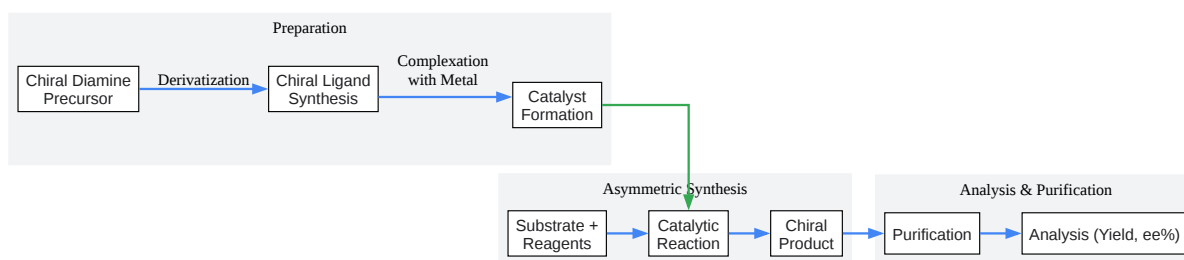 Preparation
Chiral Diamine
Precursor
Derivatization
Chiral Ligand
Synthesis
Complexation
with Metal
Catalyst
Formation
Asymmetric Synthesis
Substrate +
Reagents
Catalytic
Reaction
Chiral
Product
Analysis & Purification
Purification
Analysis (Yield, ee%)